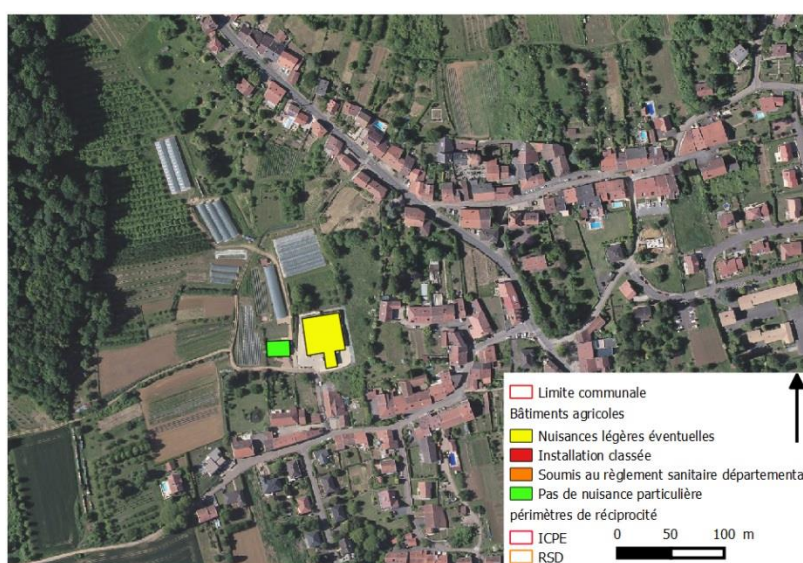 Limite communale
Bâtiments agricoles
Nuisances légères éventuelles
Installation classée
Soumis au règlement sanitaire départementa
Pas de nuisance particulière
périmètres de réciprocité
ICPE
RSD
0 50 100 m